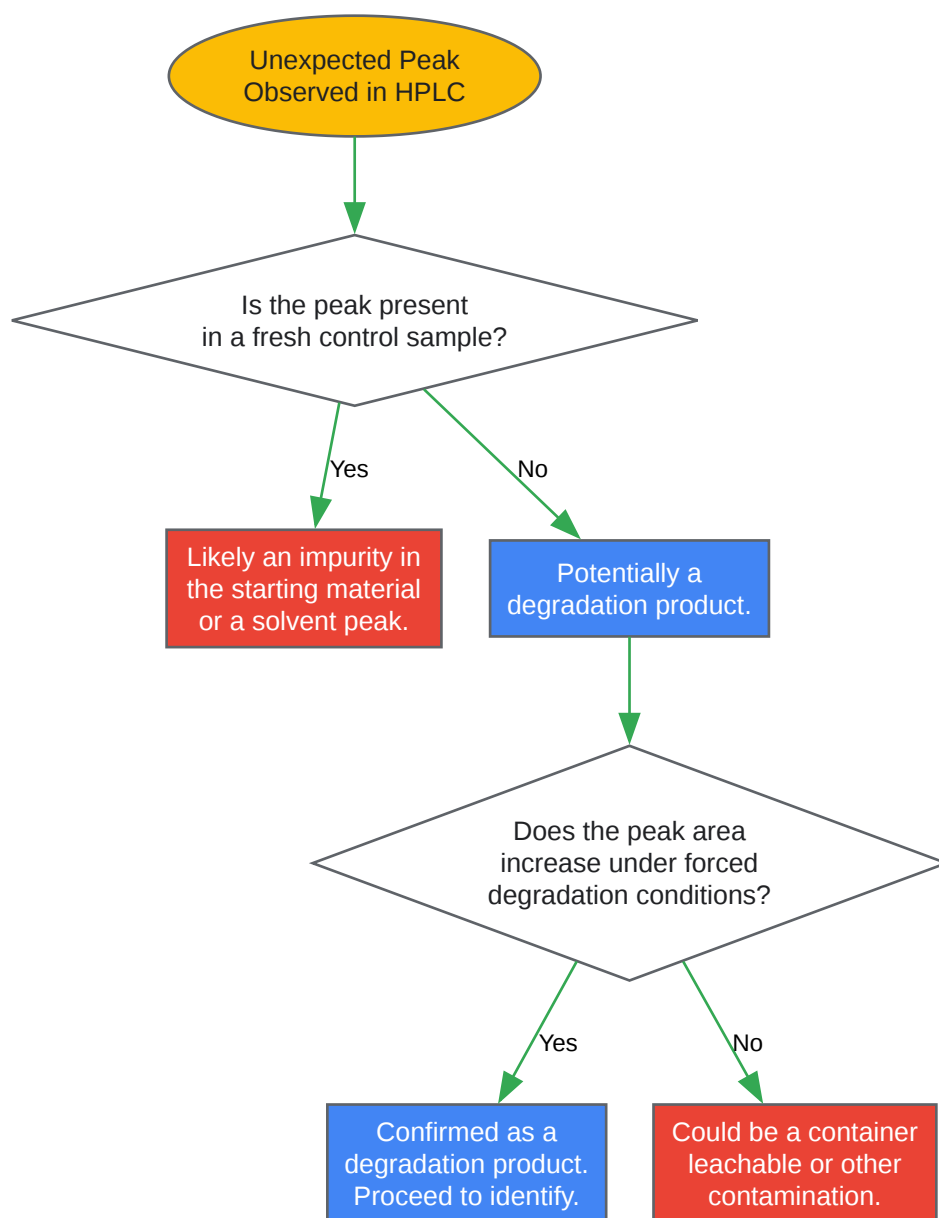 Unexpected Peak
Observed in HPLC
Is the peak present
in a fresh control sample?
Yes
No
Likely an impurity in
the starting material
or a solvent peak.
Potentially a
degradation product.
Does the peak area
increase under forced
degradation conditions?
Yes
No
Confirmed as a
degradation product.
Proceed to identify.
Could be a container
leachable or other
contamination.